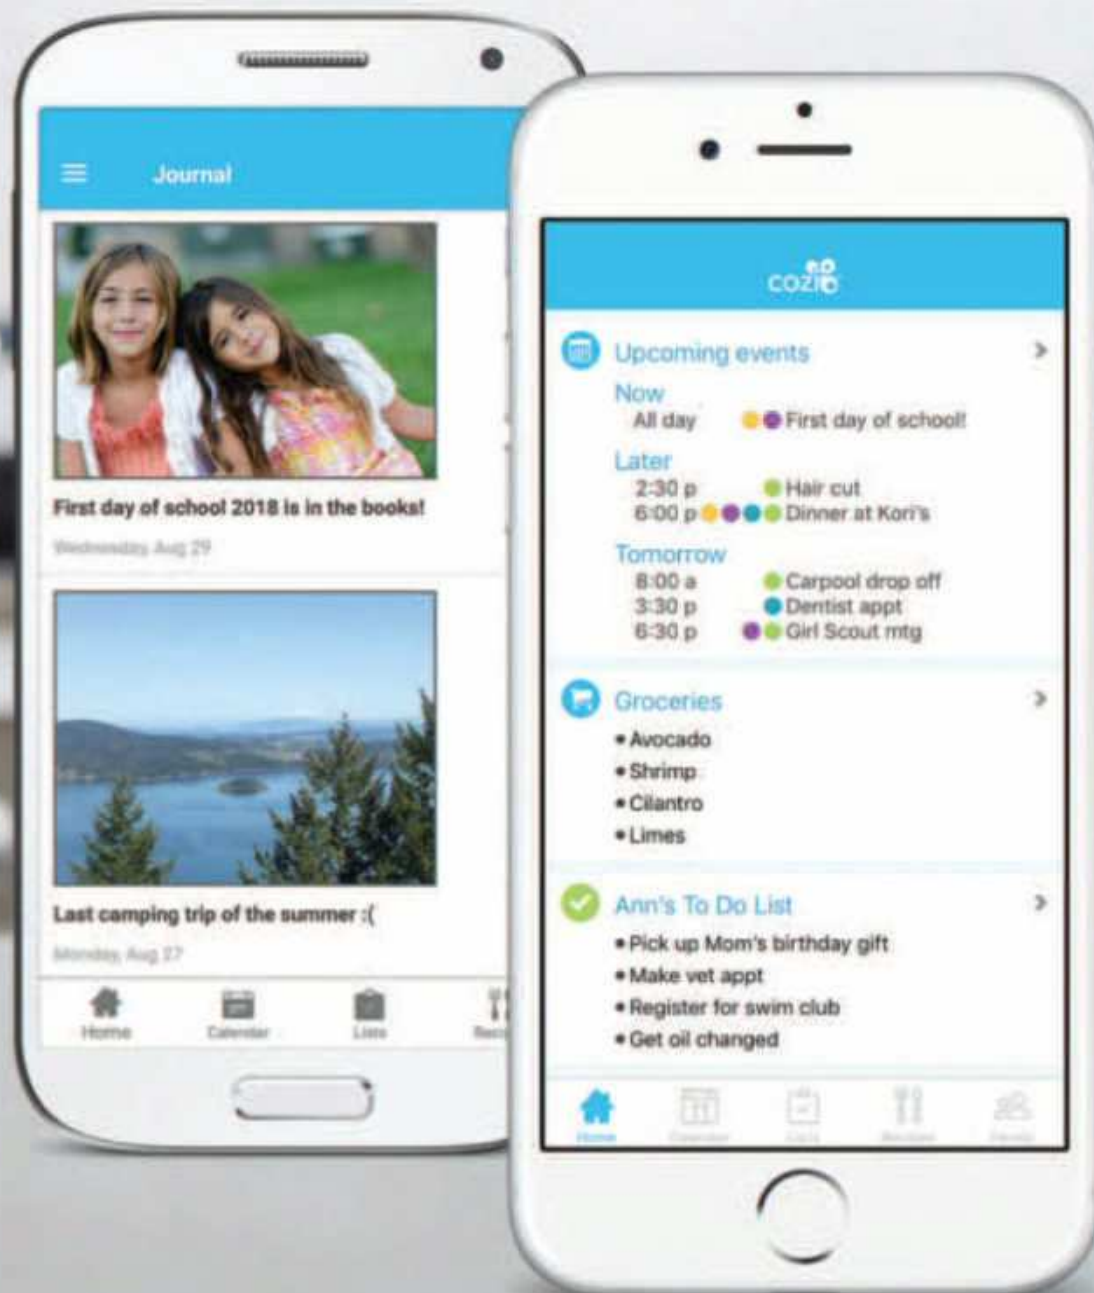 Journal
First day of school 2018 is in the books!
Wednesday, Aug 29
Last camping trip of the summer :(
Monday, Aug 27
Home
Calendar
Lists
cozi
Upcoming events
Now
All day First day of school!
Later
2:30 p Hair cut
6:00 p Dinner at Kori's
Tomorrow
8:00 a Carpool drop off
3:30 p Dentist appt
6:30 p Girl Scout mtg
Groceries
• Avocado
• Shrimp
• Cilantro
• Limes
Ann's To Do List
• Pick up Mom's birthday gift
• Make vet appt
• Register for swim club
• Get oil changed
Home
Calendar